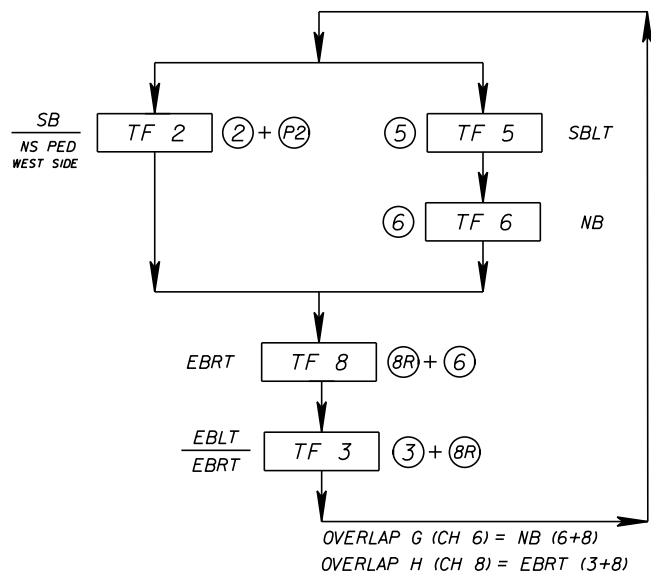 SB
NS PED
WEST SIDE
TF 2
2 + P2
5
TF 5
SBLT
6
TF 6
NB
EBRT
TF 8
8R + 6
EBLT
EBRT
TF 3
3 + 8R
OVERLAP G (CH 6) = NB (6+8)
OVERLAP H (CH 8) = EBRT (3+8)